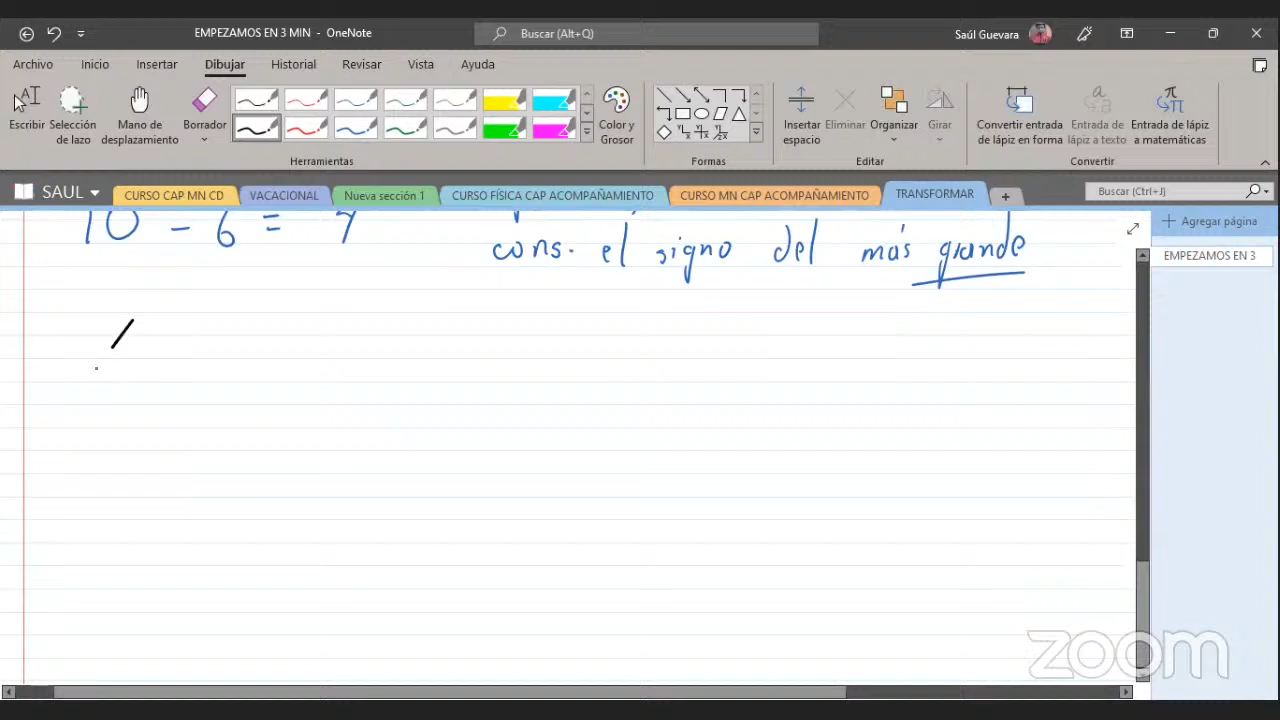 EMPEZAMOS EN 3 MIN - OneNote
Buscar (Alt+Q)
Saúl Guevara
Archivo Inicio Insertar Dibujar Historial Revisar Vista Ayuda
Escribir
Selección de lazo
Mano de desplazamiento
Borrador
Color y Grosor
Insertar espacio
Eliminar
Organizar
Girar
Convertir entrada de lápiz en forma
Entrada de lápiz a texto
Entrada de lápiz a matemáticas
Herramientas Formas Editar Convertir
SAUL CURSO CAP MN CD VACACIONAL Nueva sección 1 CURSO FÍSICA CAP ACOMPAÑAMIENTO CURSO MN CAP ACOMPAÑAMIENTO TRANSFORMAR Buscar (Ctrl+J)
Agregar página
EMPEZAMOS EN 3
10 - 6 =
cons. el signo del más grande
zoom